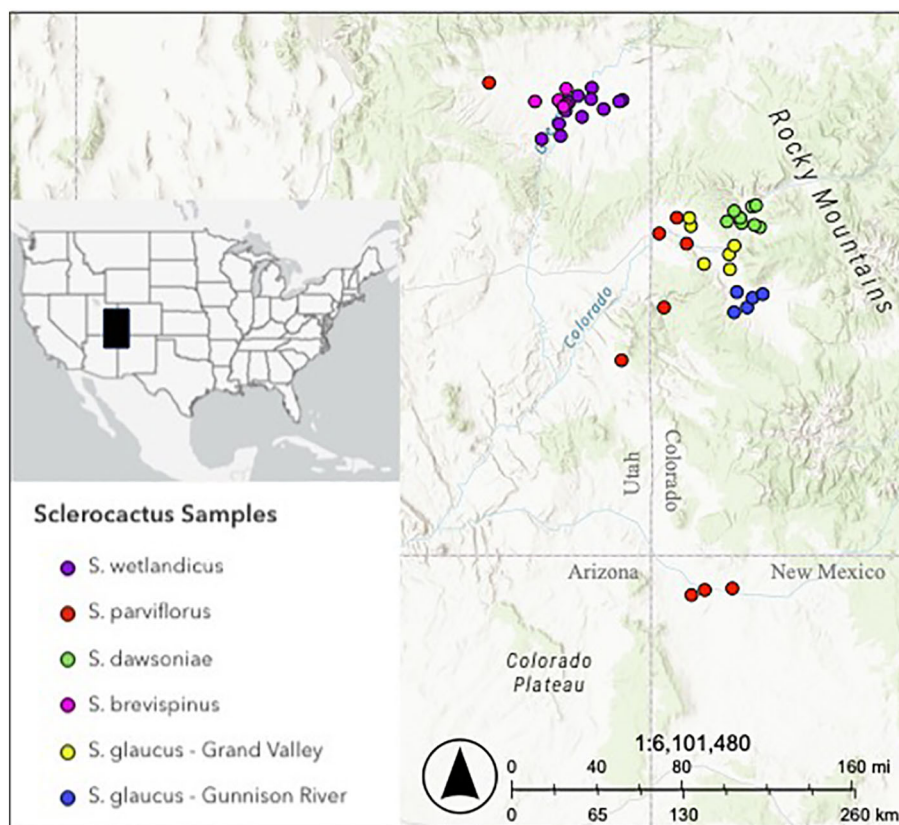 Rocky Mountains
Colorado
Utah
Colorado
Arizona
New Mexico
Colorado
Plateau
Sclerocactus Samples
S. wetlandicus
S. parviflorus
S. dawsoniae
S. brevispinus
S. glaucus - Grand Valley
S. glaucus - Gunnison River
1:6,101,480
0 40 80 160 mi
0 65 130 260 km